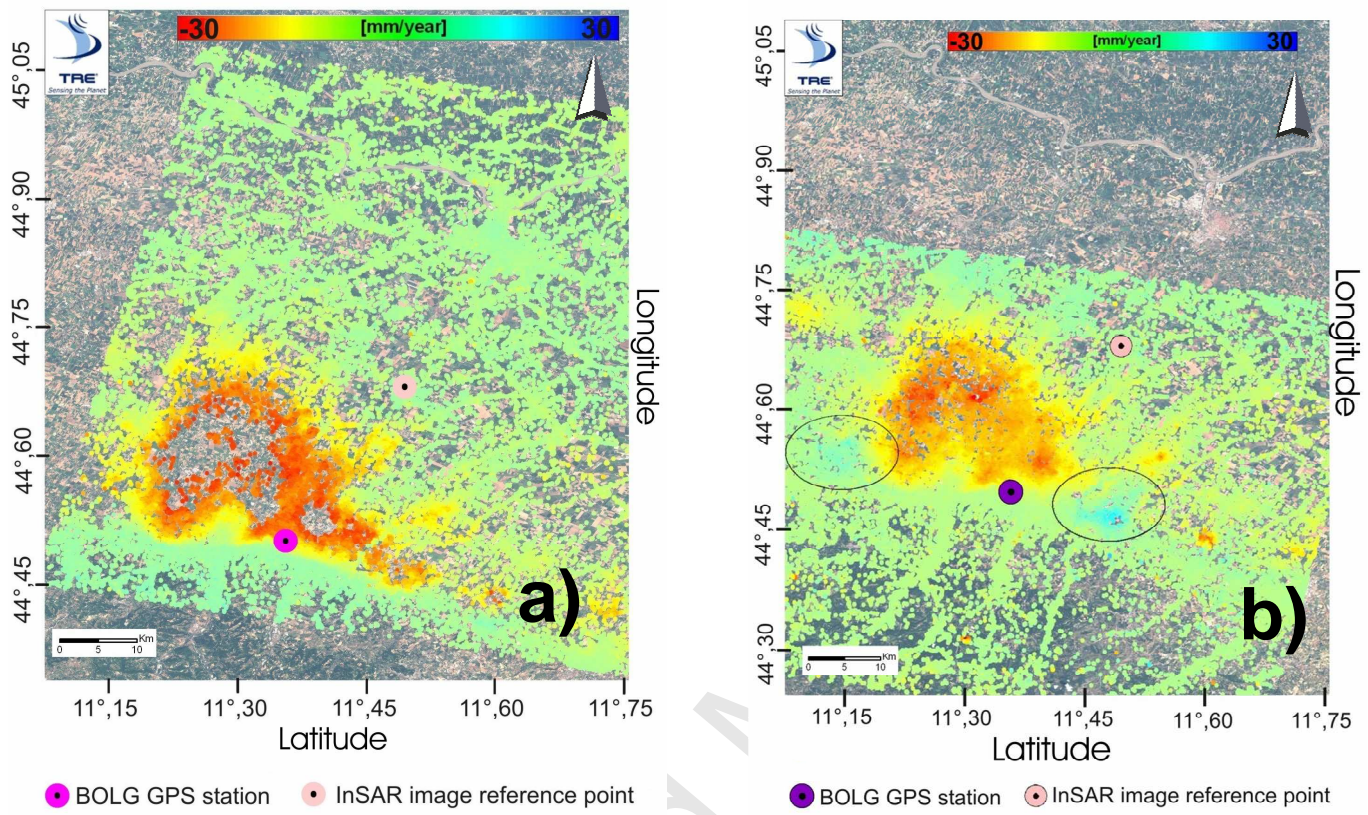 -30 [mm/year] 30
TRE
Sensing the Planet
45°,05
44°,90
44°,75
44°,60
44°,45
Longitude
a)
Km
0 5 10
11°,15 11°,30 11°,45 11°,60 11°,75
Latitude
BOLG GPS station InSAR image reference point
-30 [mm/year] 30
TRE
Sensing the Planet
45°,05
44°,90
44°,75
44°,60
44°,45
44°,30
Longitude
b)
Km
0 5 10
11°,15 11°,30 11°,45 11°,60 11°,75
Latitude
BOLG GPS station InSAR image reference point